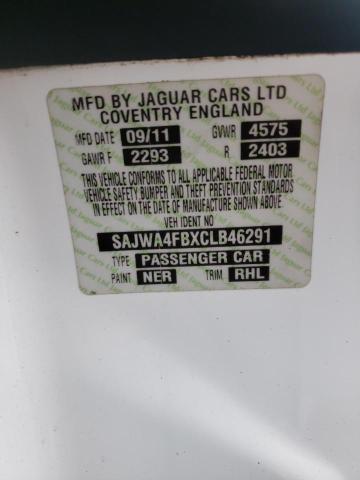 MFD BY JAGUAR CARS LTD
COVENTRY ENGLAND
MFD DATE 09/11 GVWR 4575
GAWR F 2293 R 2403
THIS VEHICLE CONFORMS TO ALL APPLICABLE FEDERAL MOTOR
VEHICLE SAFETY BUMPER AND THEFT PREVENTION STANDARDS
IN EFFECT ON THE DATE OF MANUFACTURE SHOWN ABOVE.
VEH IDENT NO
SAJWA4FBXCLB46291
TYPE PASSENGER CAR
PAINT NER TRIM RHL